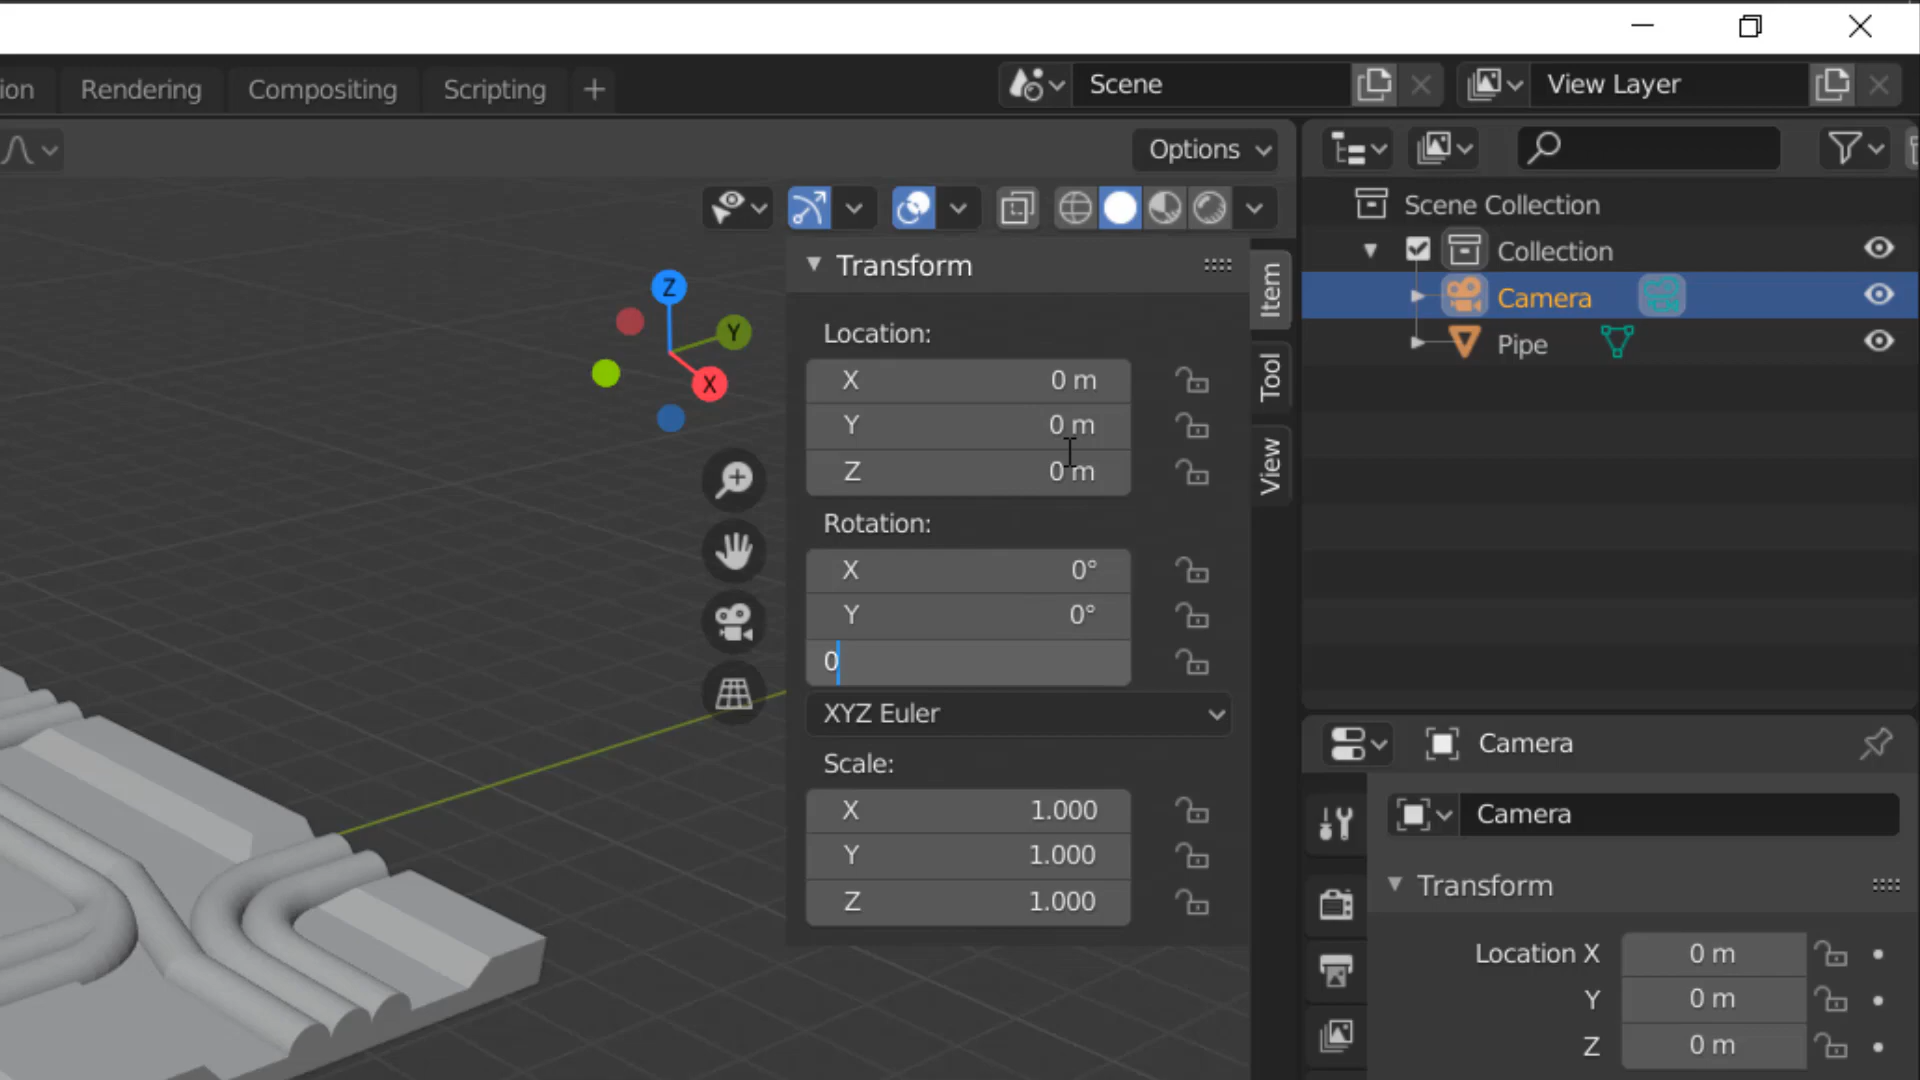 ion Rendering Compositing Scripting + Scene View Layer
Options
Scene Collection
Collection
Camera
Pipe
Z
Y
X
Transform
Item
Tool
View
Location:
X 0 m
Y 0 m
Z 0 m
Rotation:
X 0°
Y 0°
0
XYZ Euler
Scale:
X 1.000
Y 1.000
Z 1.000
Camera
Camera
Transform
Location X 0 m
Y 0 m
Z 0 m